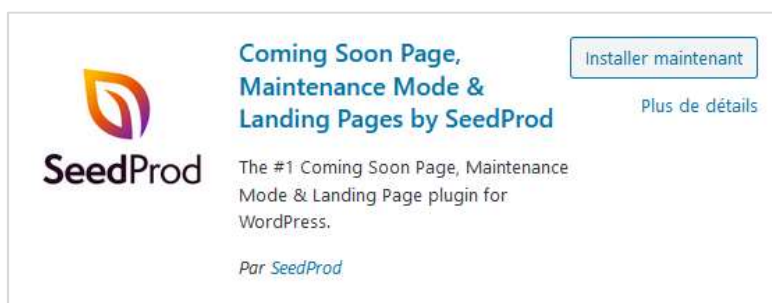 SeedProd
Coming Soon Page,
Maintenance Mode &
Landing Pages by SeedProd
Installer maintenant
Plus de détails
The #1 Coming Soon Page, Maintenance
Mode & Landing Page plugin for
WordPress.
Par SeedProd